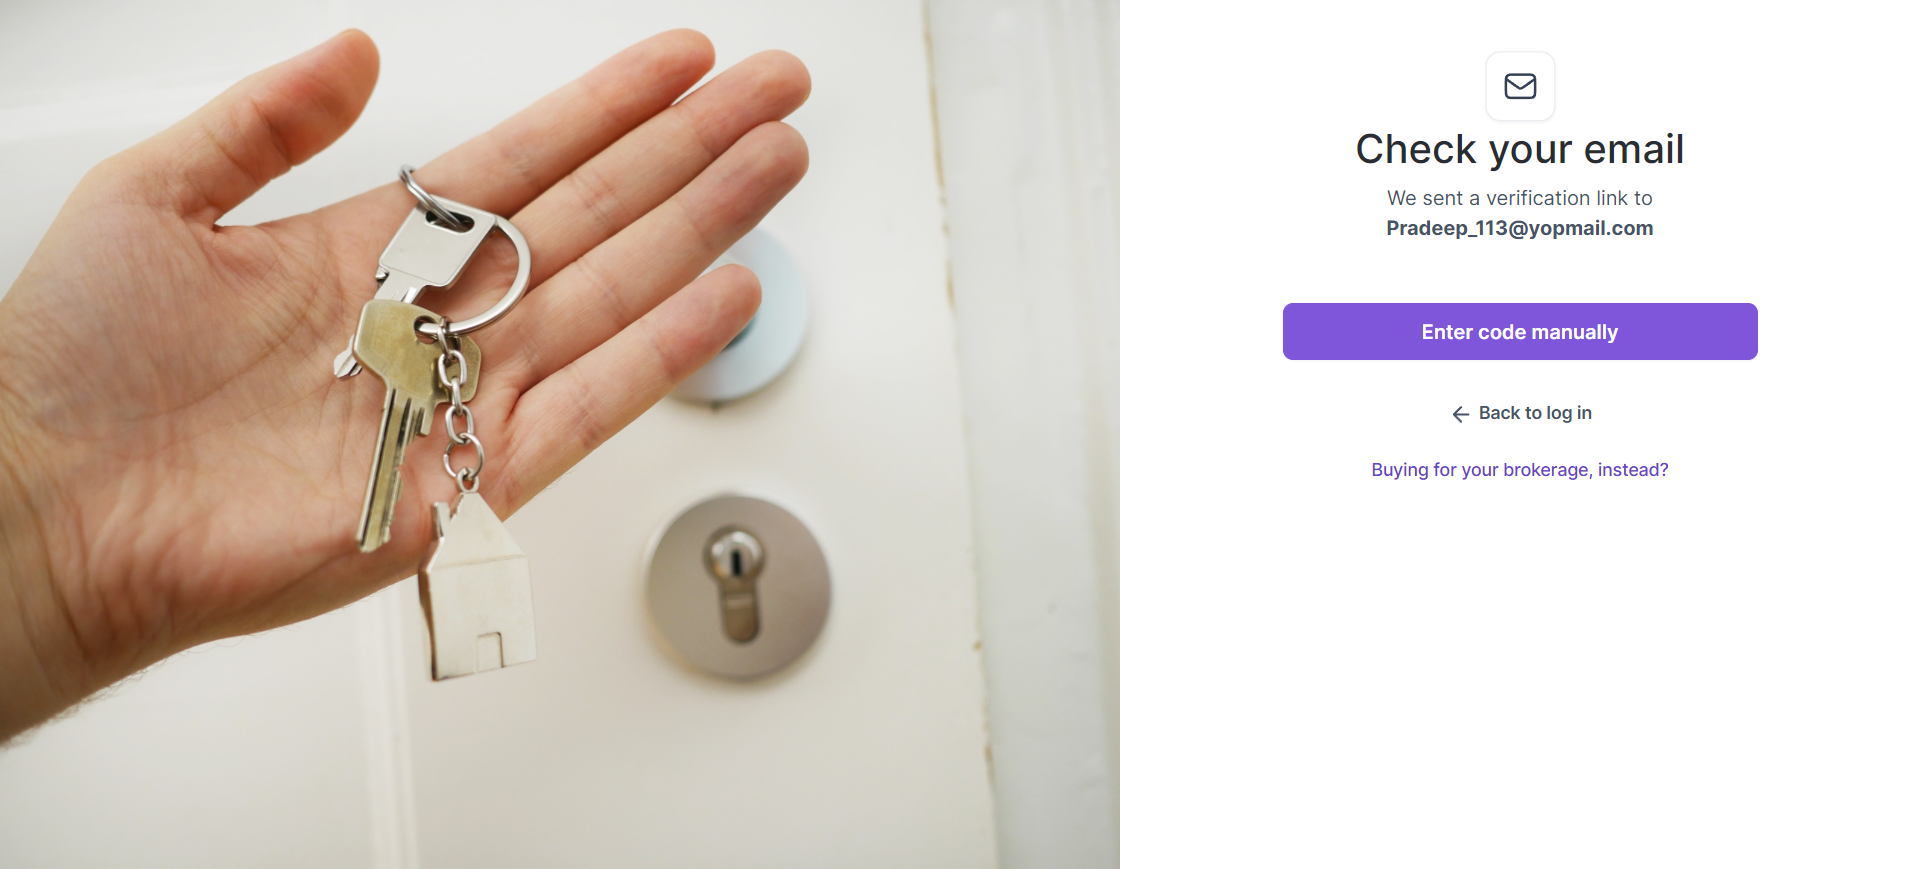 Check your email
We sent a verification link to
Pradeep_113@yopmail.com
Enter code manually
Back to log in
Buying for your brokerage, instead?